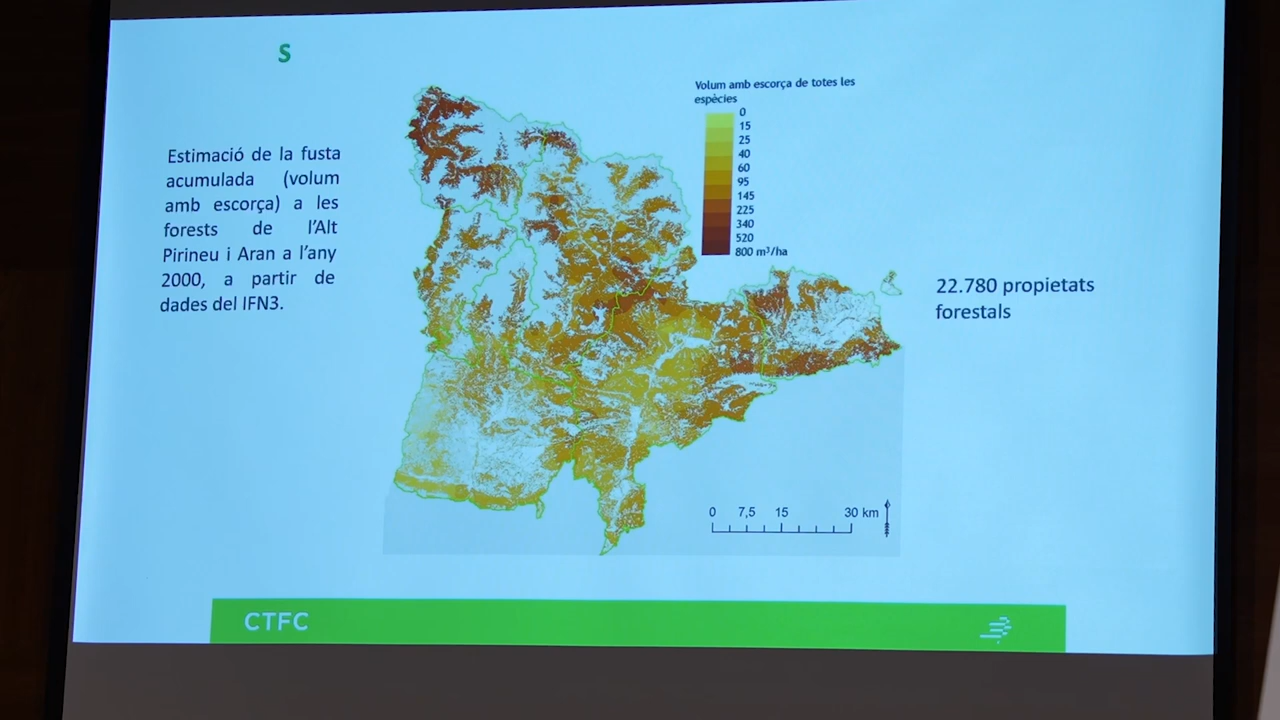 S
Estimació de la fusta
acumulada (volum
amb escorça) a les
forests de l'Alt
Pirineu i Aran a l'any
2000, a partir de
dades del IFN3.
Volum amb escorça de totes les
espècies
0
15
25
40
60
95
145
225
340
520
800 m³/ha
22.780 propietats
forestals
0 7,5 15 30 km
CTFC